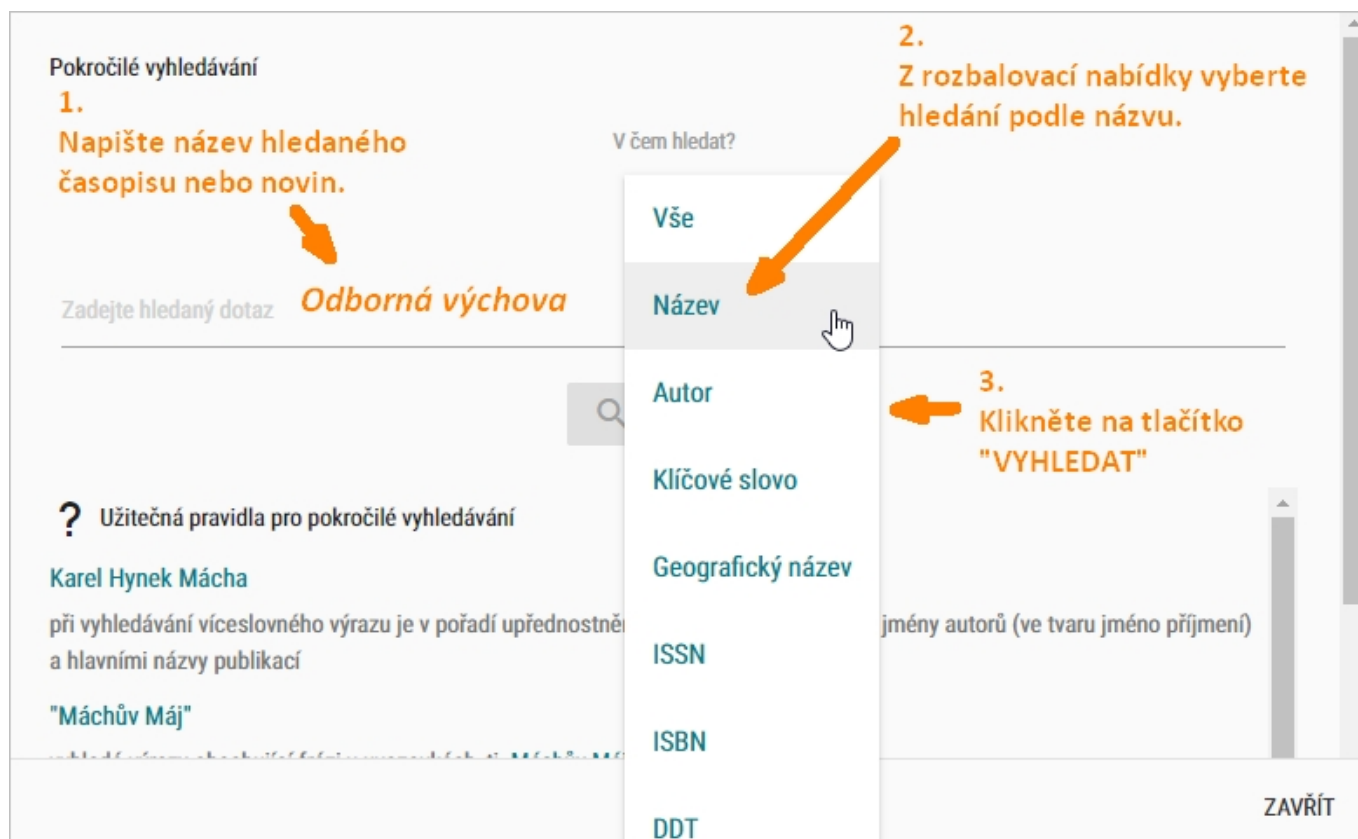 Pokročilé vyhledávání
1.
Napište název hledaného
časopisu nebo novin.
2.
Z rozbalovací nabídky vyberte
hledání podle názvu.
V čem hledat?
Zadejte hledaný dotaz
Odborná výchova
Vše
Název
Autor
Klíčové slovo
Geografický název
ISSN
ISBN
DDT
3.
Klikněte na tlačítko
"VYHLEDAT"
? Užitečná pravidla pro pokročilé vyhledávání
Karel Hynek Mácha
při vyhledávání víceslovného výrazu je v pořadí jmény autorů (ve tvaru jméno příjmení)
a hlavními názvy publikací
"Máchův Máj"
ZAVŘÍT